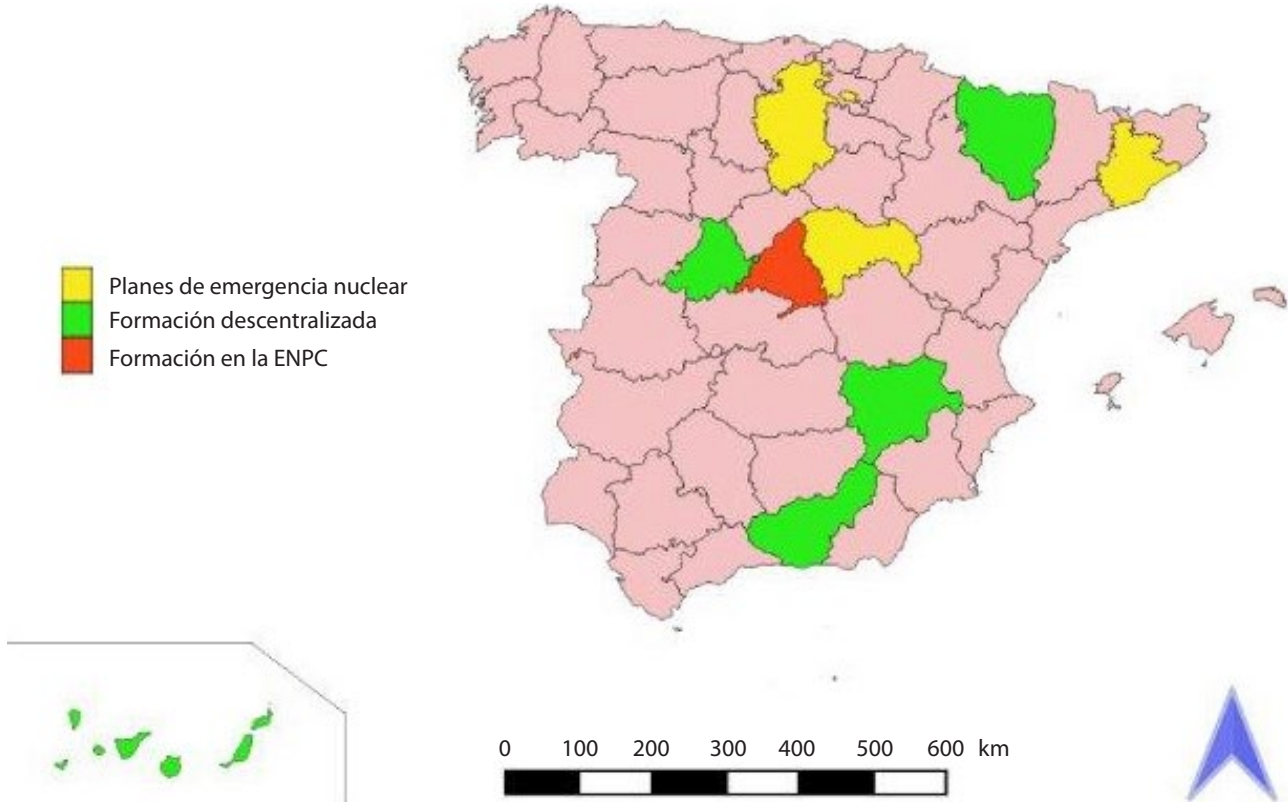 Planes de emergencia nuclear
Formación descentralizada
Formación en la ENPC
0 100 200 300 400 500 600 km